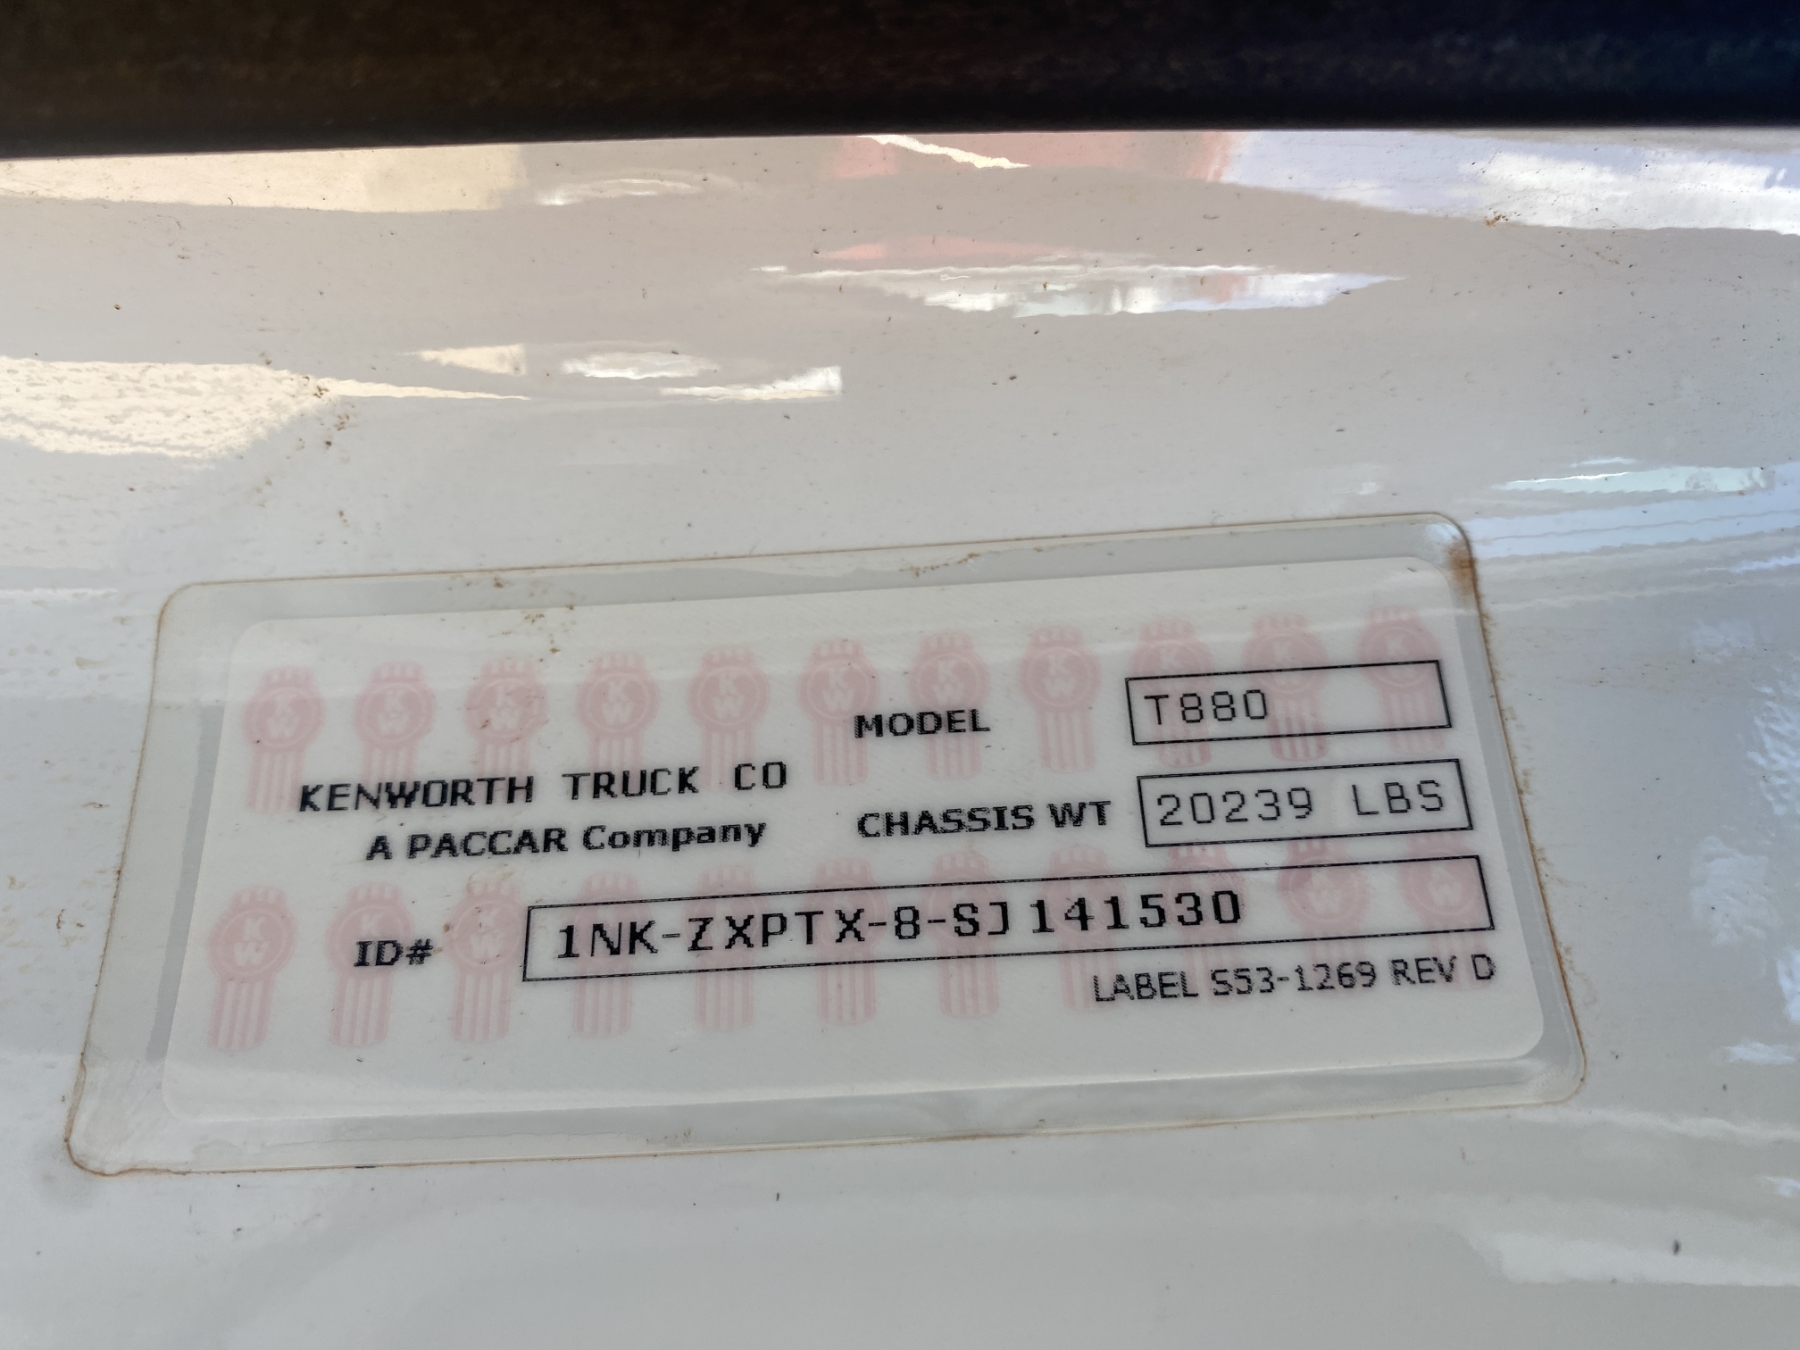 MODEL T880
KENWORTH TRUCK CO
A PACCAR Company
CHASSIS WT 20239 LBS
ID# 1NK-ZXPTX-8-SJ141530
LABEL S53-1269 REV D